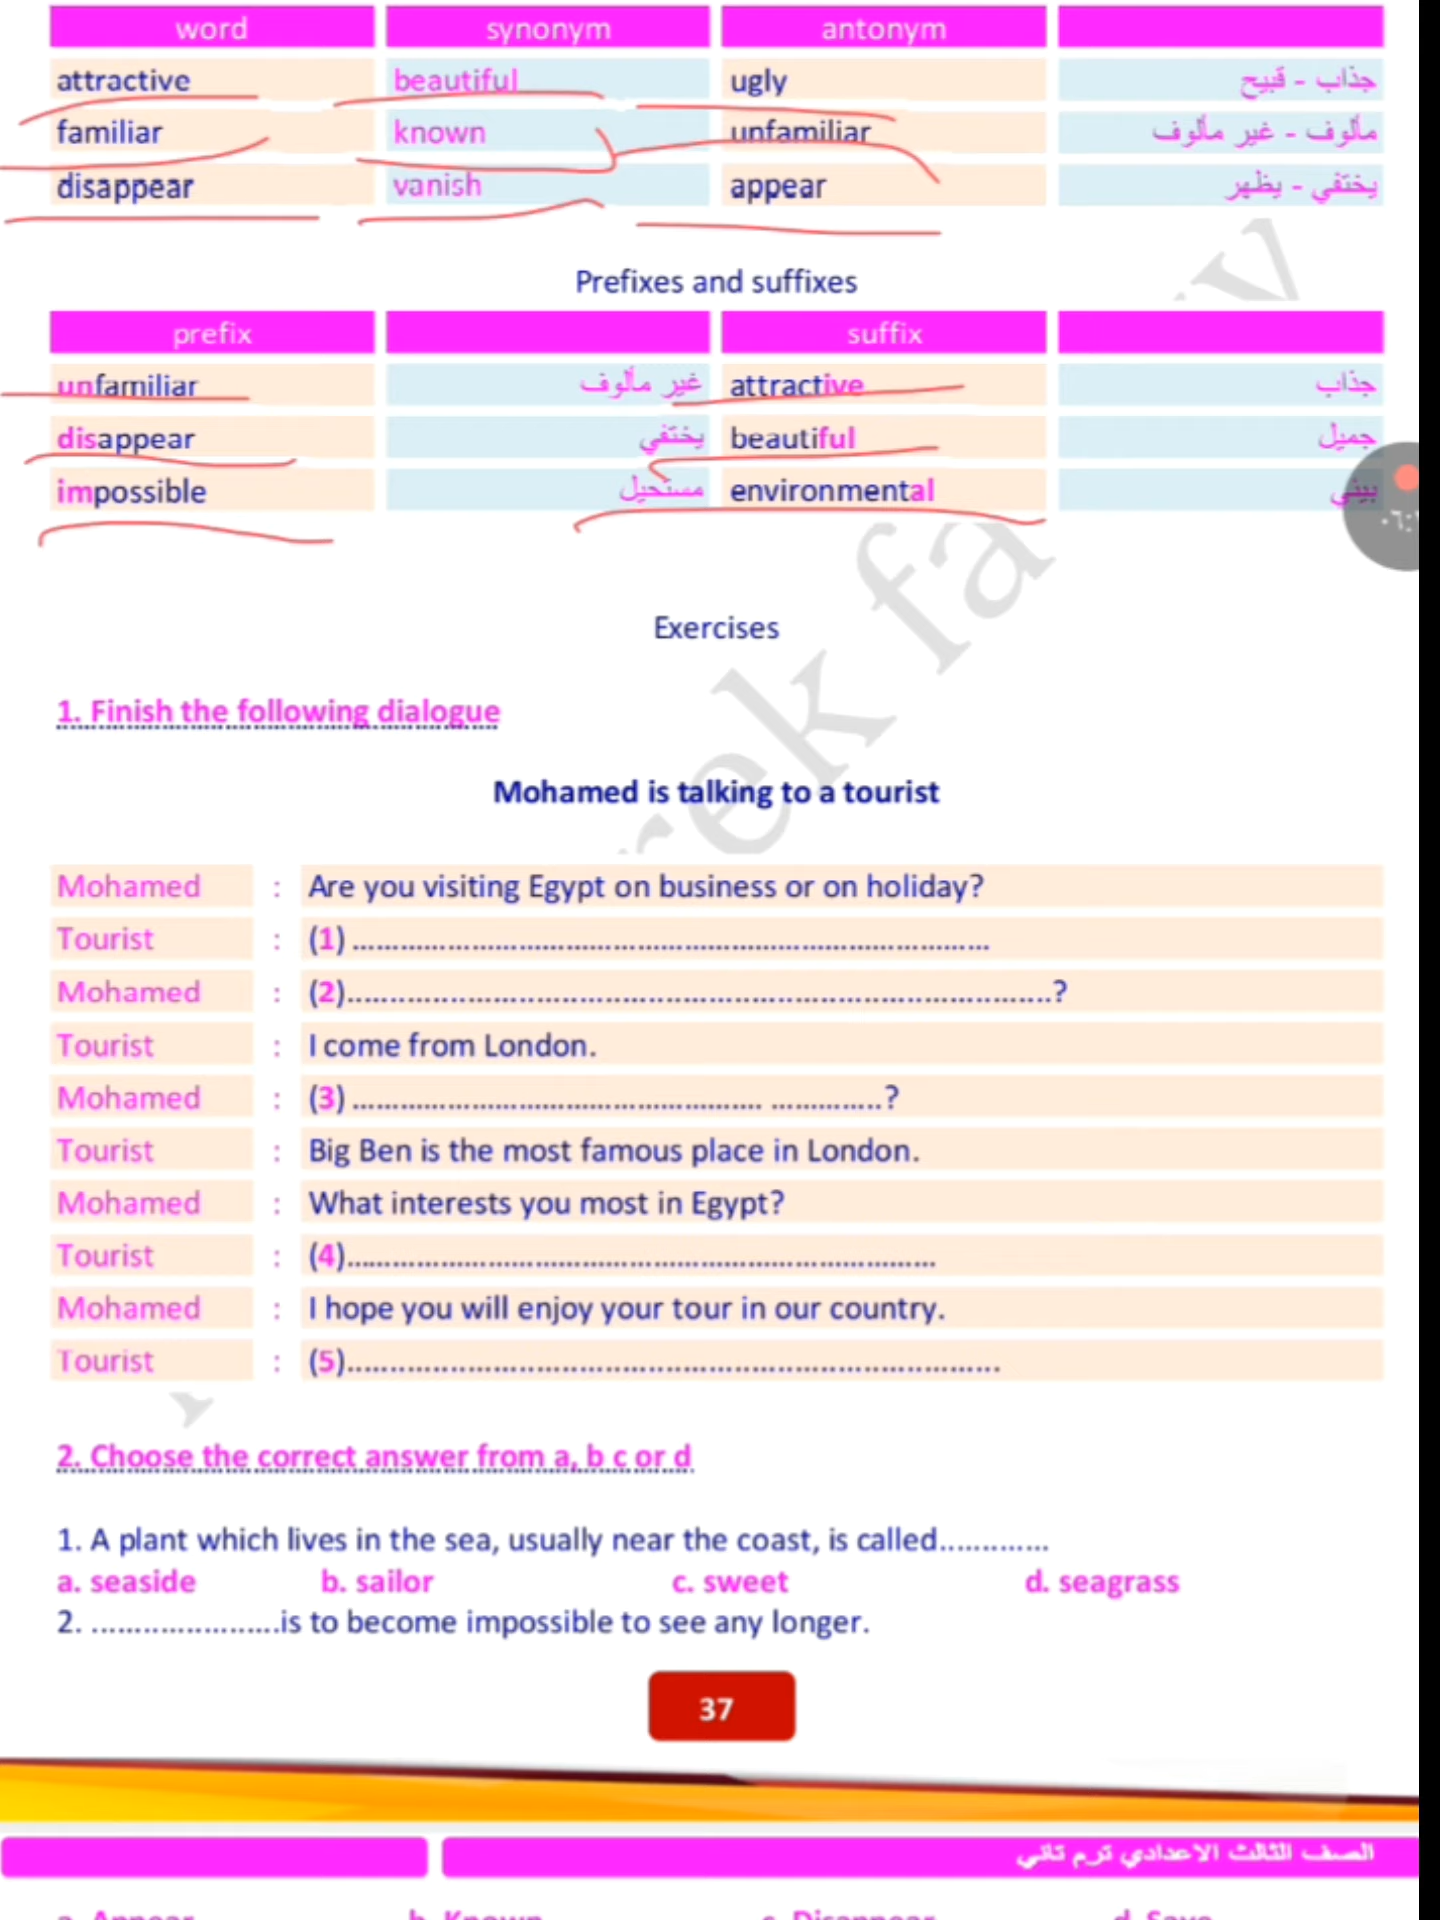 word synonym antonym
attractive beautiful ugly جذاب - قبيح
familiar known unfamiliar مألوف - غير مألوف
disappear vanish appear يختفي - يظهر
Prefixes and suffixes
prefix suffix
unfamiliar غير مألوف attractive جذاب
disappear يختفي beautiful جميل
impossible مستحيل environmental بيئي
Exercises
1. Finish the following dialogue
Mohamed is talking to a tourist
Mohamed : Are you visiting Egypt on business or on holiday?
Tourist : (1) ................................................................................
Mohamed : (2)...................................................................................?
Tourist : I come from London.
Mohamed : (3) .................................................... ..............?
Tourist : Big Ben is the most famous place in London.
Mohamed : What interests you most in Egypt?
Tourist : (4)..........................................................................
Mohamed : I hope you will enjoy your tour in our country.
Tourist : (5)............................................................................
2. Choose the correct answer from a, b c or d
1. A plant which lives in the sea, usually near the coast, is called.............
a. seaside b. sailor c. sweet d. seagrass
2. ......................is to become impossible to see any longer.
37
الصف الثالث الاعدادي ترم تاني
a. Appear b. Known c. Disappear d. Save